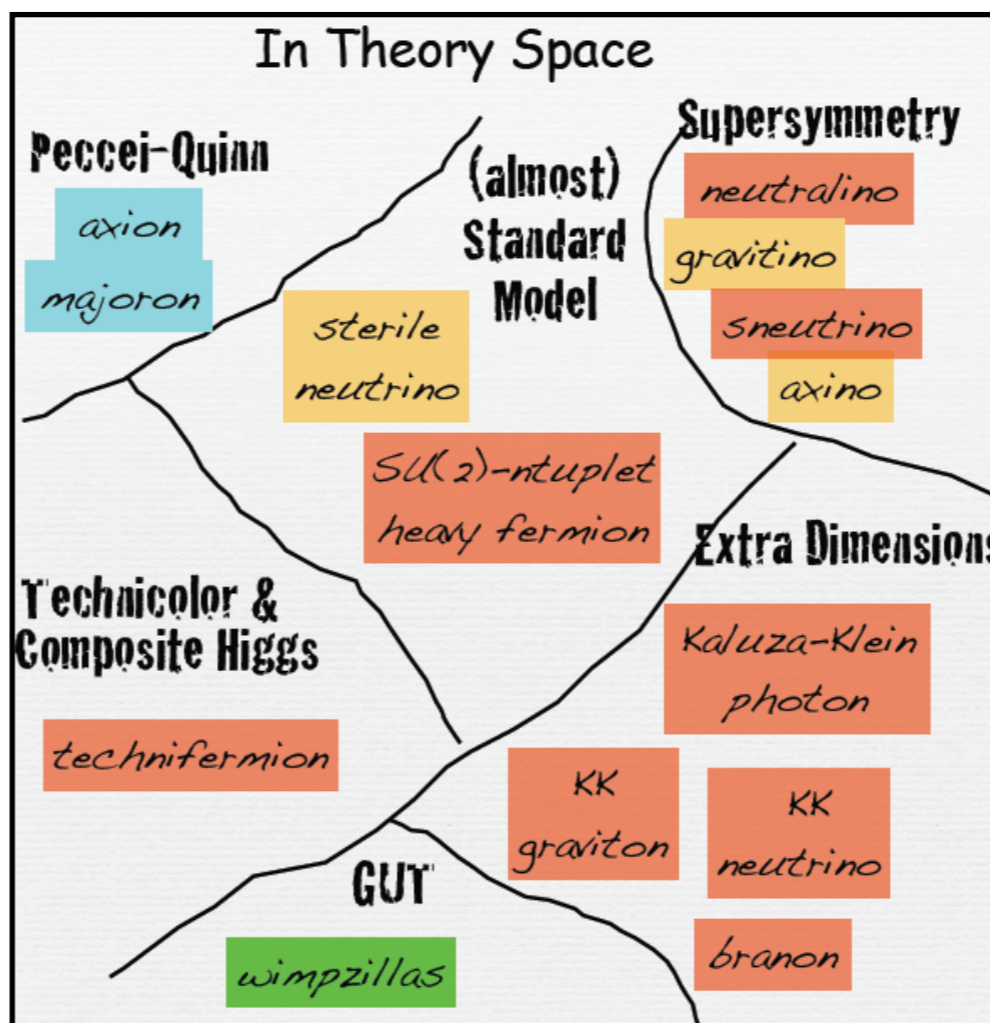 In Theory Space
Peccei-Quinn
axion
majoron
(almost)
Standard
Model
sterile
neutrino
SU(2)-ntuplet
heavy fermion
Supersymmetry
neutralino
gravitino
sneutrino
axino
Technicolor &
Composite Higgs
technifermion
Extra Dimensions
Kaluza-Klein
photon
KK
graviton
KK
neutrino
branon
GUT
wimpzillas